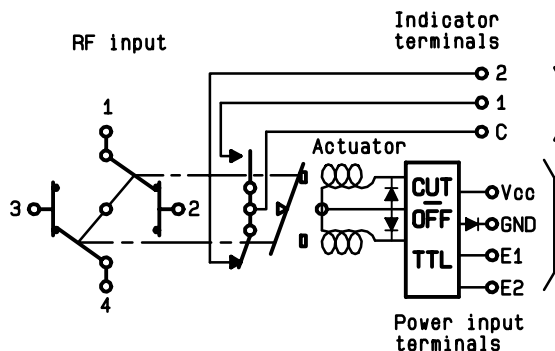 Indicator
terminals
RF input
2
1
C
1
Actuator
3
2
4
CUT
OFF
TTL
Vcc
GND
E1
E2
Power input
terminals